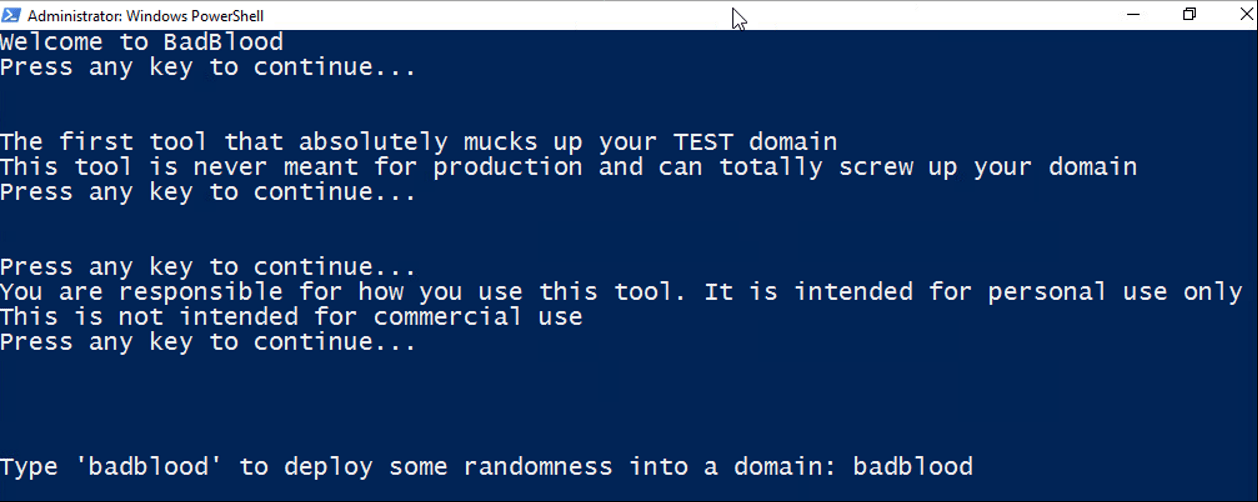 Administrator: Windows PowerShell
Welcome to BadBlood
Press any key to continue...
The first tool that absolutely mucks up your TEST domain
This tool is never meant for production and can totally screw up your domain
Press any key to continue...
Press any key to continue...
You are responsible for how you use this tool. It is intended for personal use only
This is not intended for commercial use
Press any key to continue...
Type 'badblood' to deploy some randomness into a domain: badblood